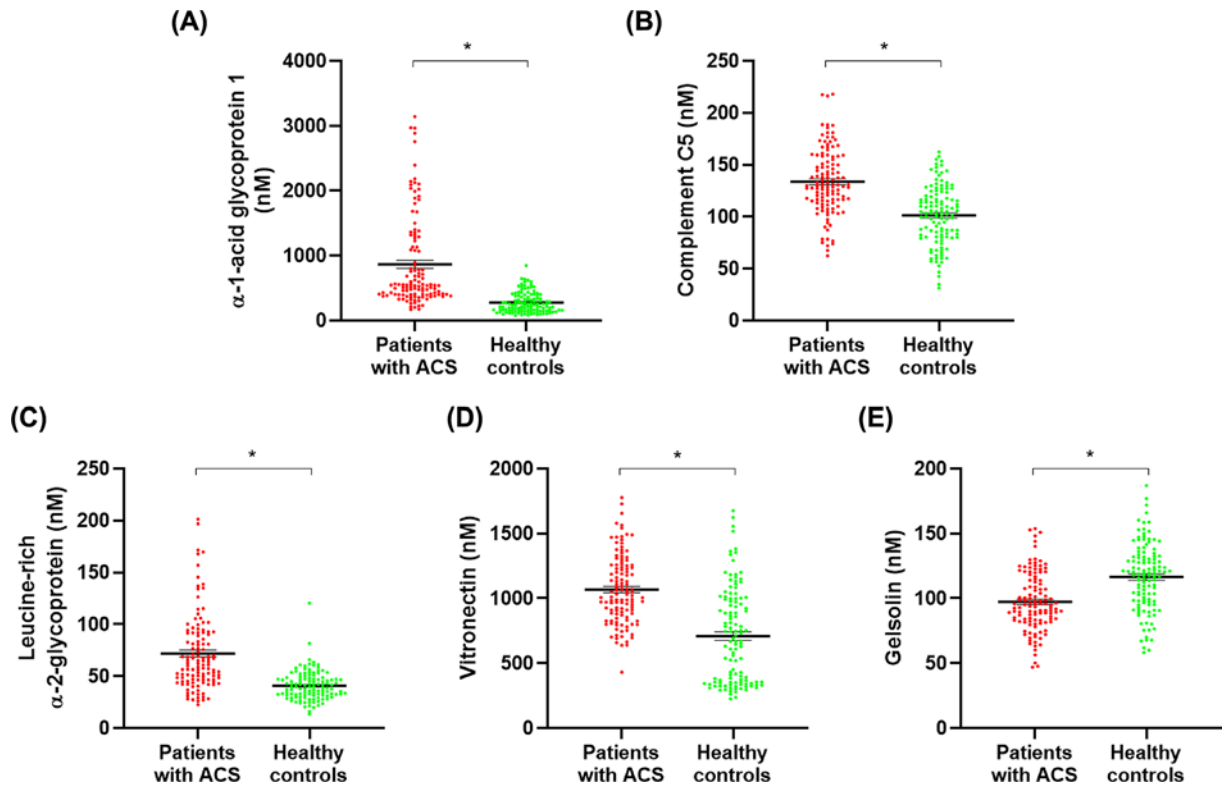 (A)
*
α-1-acid glycoprotein 1
(nM)
4000
3000
2000
1000
0
Patients
with ACS
Healthy
controls
(B)
*
Complement C5 (nM)
250
200
150
100
50
0
Patients
with ACS
Healthy
controls
(C)
*
Leucine-rich
α-2-glycoprotein (nM)
250
200
150
100
50
0
Patients
with ACS
Healthy
controls
(D)
*
Vitronectin (nM)
2000
1500
1000
500
0
Patients
with ACS
Healthy
controls
(E)
*
Gelsolin (nM)
200
150
100
50
0
Patients
with ACS
Healthy
controls